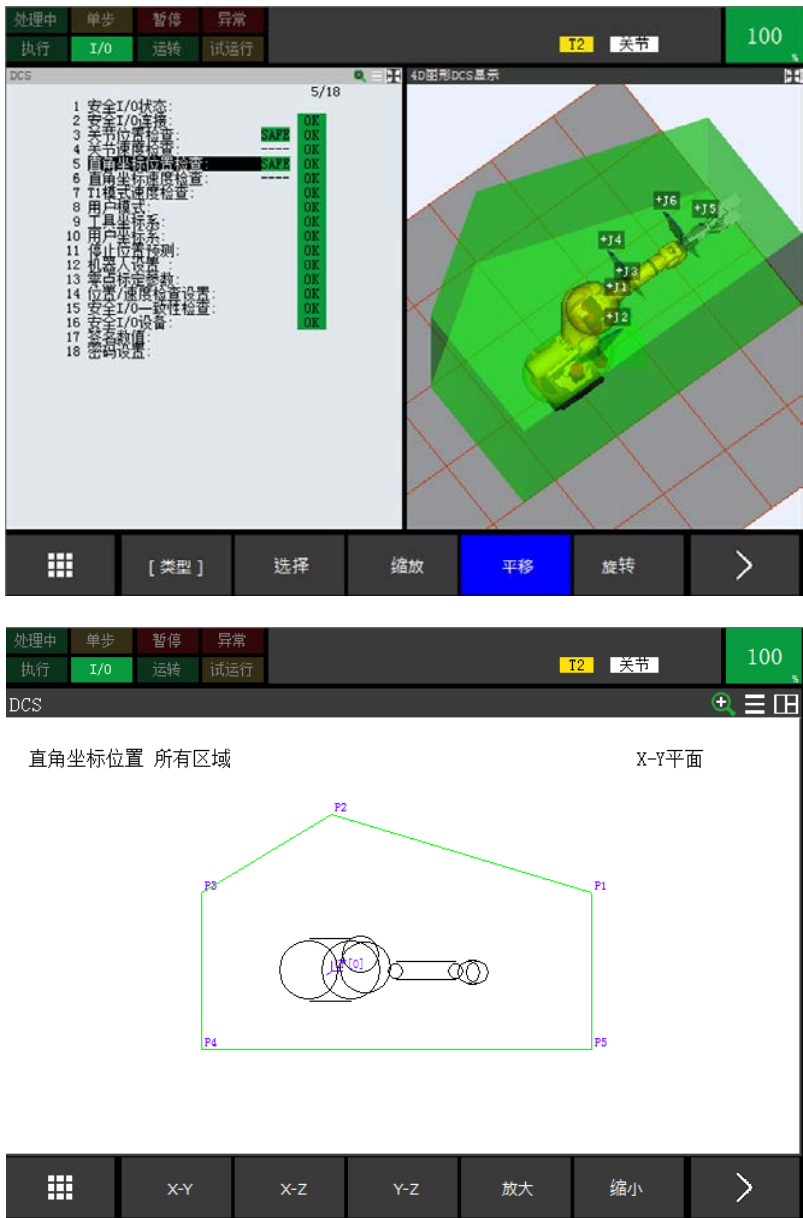 处理中 单步 暂停 异常
执行 I/O 运转 试运行
T2 关节
100
%
DCS
5/18
1 安全I/O状态:
2 安全I/O连接: OK
3 关节位置检查: SAFE OK
4 关节速度检查: ---- OK
5 直角坐标位置检查: SAFE OK
6 直角坐标速度检查: ---- OK
7 T1模式速度检查: OK
8 用户模式: OK
9 工具坐标系: OK
10 用户坐标系: OK
11 停止位置预测: OK
12 机器人设置: OK
13 零点标定参数: OK
14 位置/速度检查设置: OK
15 安全I/O一致性检查: OK
16 安全I/O设备: OK
17 签名数值:
18 密码设置:
4D图形DCS显示
+J6
+J5
+J4
+J3
+J1
+J2
[类型] 选择 缩放 平移 旋转
处理中 单步 暂停 异常
执行 I/O 运转 试运行
T2 关节
100
%
DCS
直角坐标位置 所有区域 X-Y平面
P2
P3 P1
[0]
P4 P5
X-Y X-Z Y-Z 放大 缩小